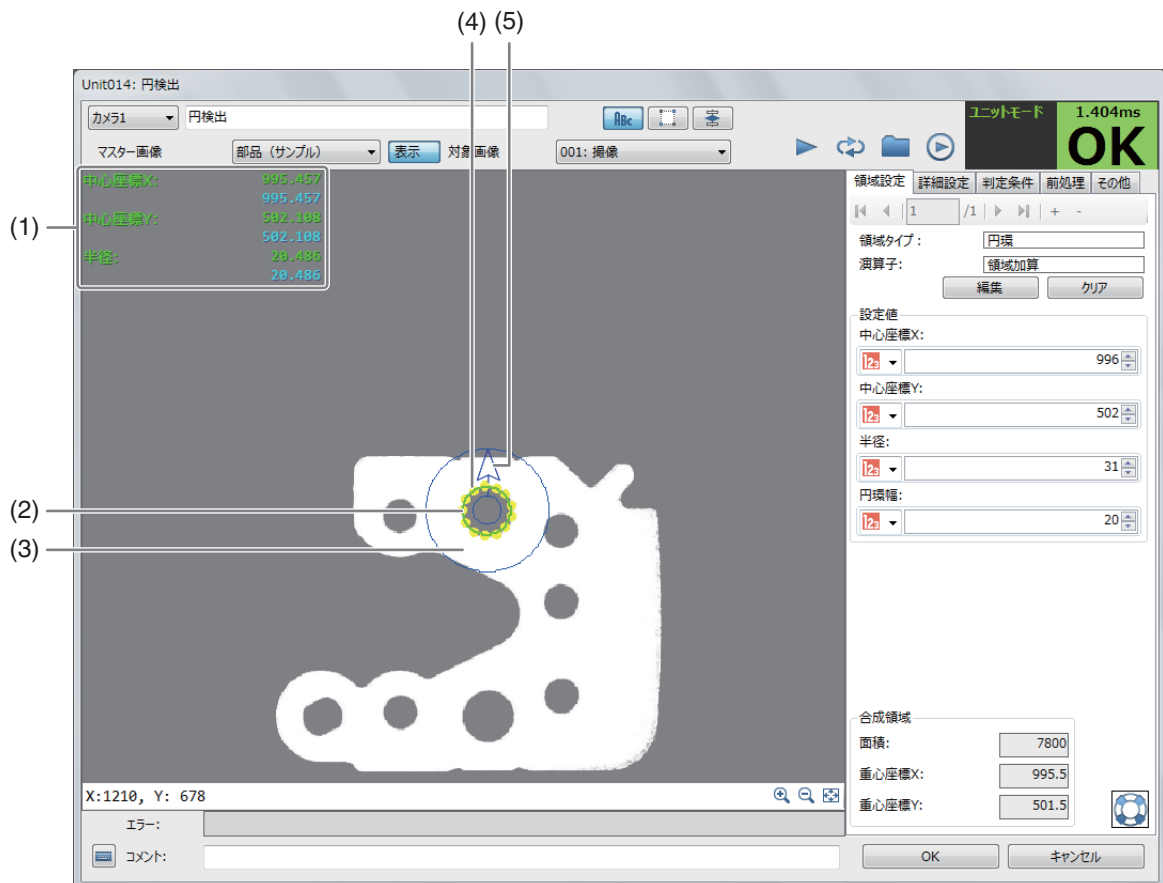 (4) (5)
Unit014: 円検出
カメラ1 円検出 ABC ユニットモード 1.404ms
OK
マスター画像 部品（サンプル） 表示 対象画像 001: 撮像
(1)
中心座標X: 995.457
995.457
中心座標Y: 502.108
502.108
半径: 20.486
20.486
(2)
(3)
領域設定 詳細設定 判定条件 前処理 その他
1 /1 + -
領域タイプ： 円環
演算子: 領域加算
編集 クリア
設定値
中心座標X:
123 996
中心座標Y:
123 502
半径:
123 31
円環幅:
123 20
合成領域
面積: 7800
重心座標X: 995.5
重心座標Y: 501.5
X:1210, Y: 678
エラー:
コメント:
OK キャンセル